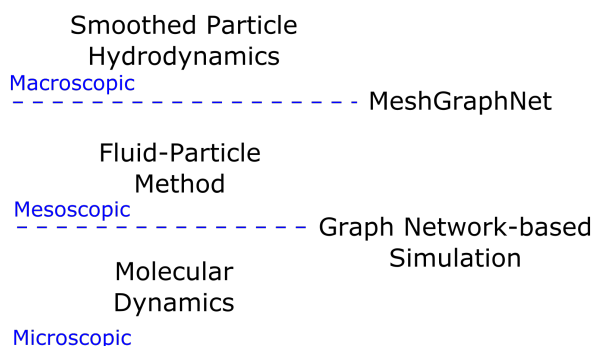 Smoothed Particle
Hydrodynamics
Macroscopic
MeshGraphNet
Fluid-Particle
Method
Mesoscopic
Graph Network-based
Simulation
Molecular
Dynamics
Microscopic